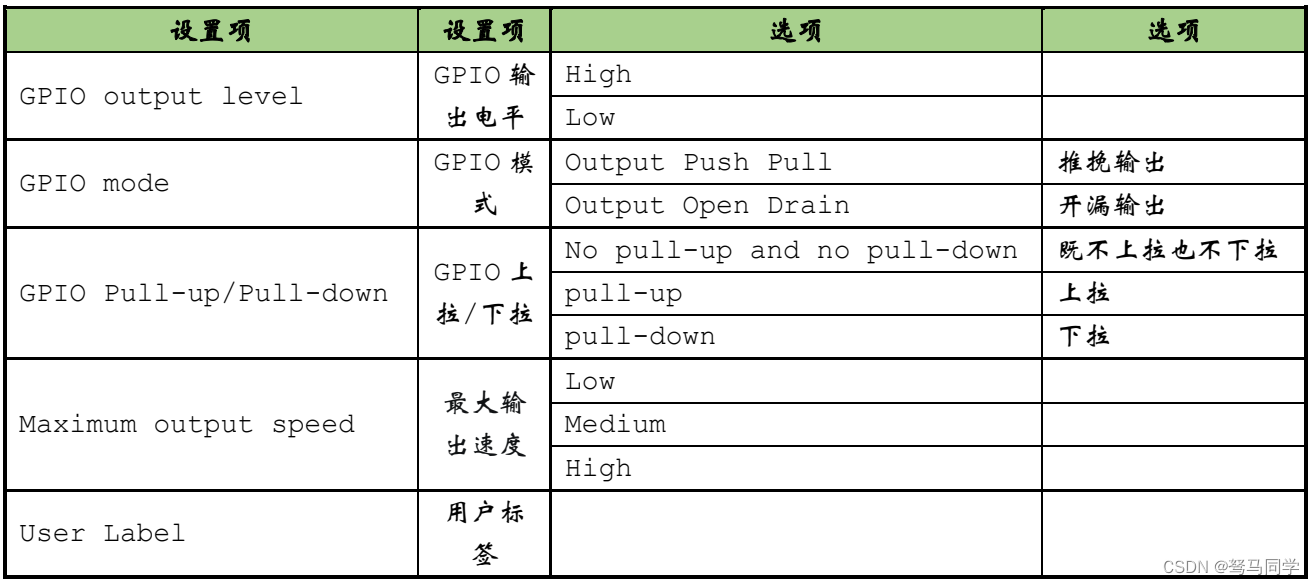 设置项 设置项 选项 选项
GPIO output level GPIO 输出电平 High
Low
GPIO mode GPIO 模式 Output Push Pull 推挽输出
Output Open Drain 开漏输出
GPIO Pull-up/Pull-down GPIO 上拉/下拉 No pull-up and no pull-down 既不上拉也不下拉
pull-up 上拉
pull-down 下拉
Maximum output speed 最大输出速度 Low
Medium
High
User Label 用户标签
CSDN @驽马同学